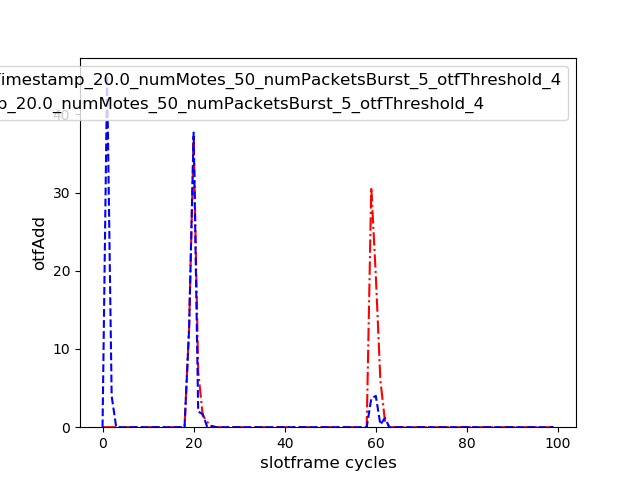 imestamp_20.0_numMotes_50_numPacketsBurst_5_otfThreshold_4
p_20.0_numMotes_50_numPacketsBurst_5_otfThreshold_4
40
30
20
10
0
otfAdd
0 20 40 60 80 100
slotframe cycles